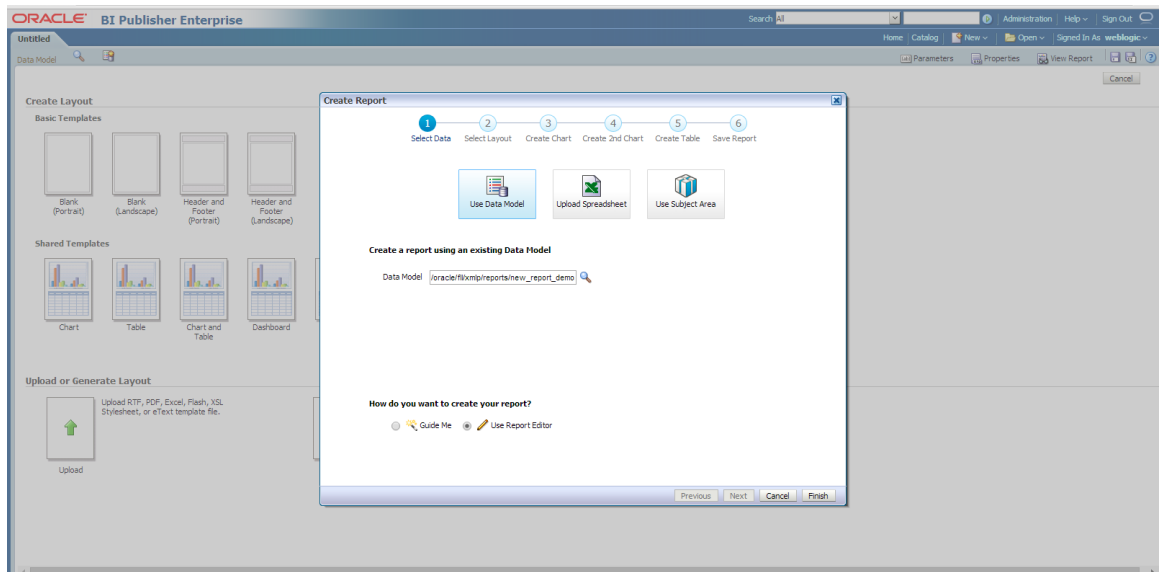 ORACLE BI Publisher Enterprise
Search All
Administration Help Sign Out
Untitled
Home Catalog New Open Signed In As weblogic
Data Model
Parameters Properties View Report
Cancel
Create Layout
Basic Templates
Blank (Portrait)
Blank (Landscape)
Header and Footer (Portrait)
Header and Footer (Landscape)
Shared Templates
Chart
Table
Chart and Table
Dashboard
Upload or Generate Layout
Upload RTF, PDF, Excel, Flash, XSL
Stylesheet, or eText template file.
Upload
Create Report
1 2 3 4 5 6
Select Data Select Layout Create Chart Create 2nd Chart Create Table Save Report
Use Data Model Upload Spreadsheet Use Subject Area
Create a report using an existing Data Model
Data Model /oracle/fil/xmlp/reports/new_report_demo
How do you want to create your report?
Guide Me Use Report Editor
Previous Next Cancel Finish